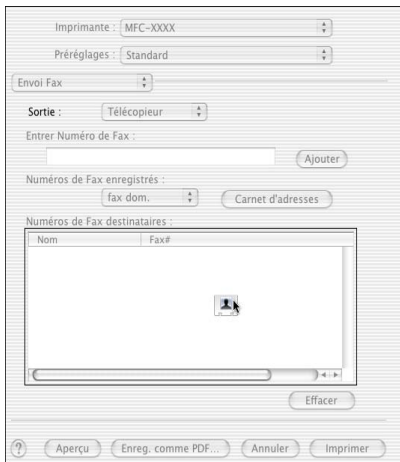 Imprimante : MFC-XXXX
Préréglages : Standard
Envoi Fax
Sortie : Télécopieur
Entrer Numéro de Fax :
Ajouter
Numéros de Fax enregistrés :
fax dom. Carnet d'adresses
Numéros de Fax destinataires :
Nom Fax#
Effacer
? Aperçu Enreg. comme PDF... Annuler Imprimer